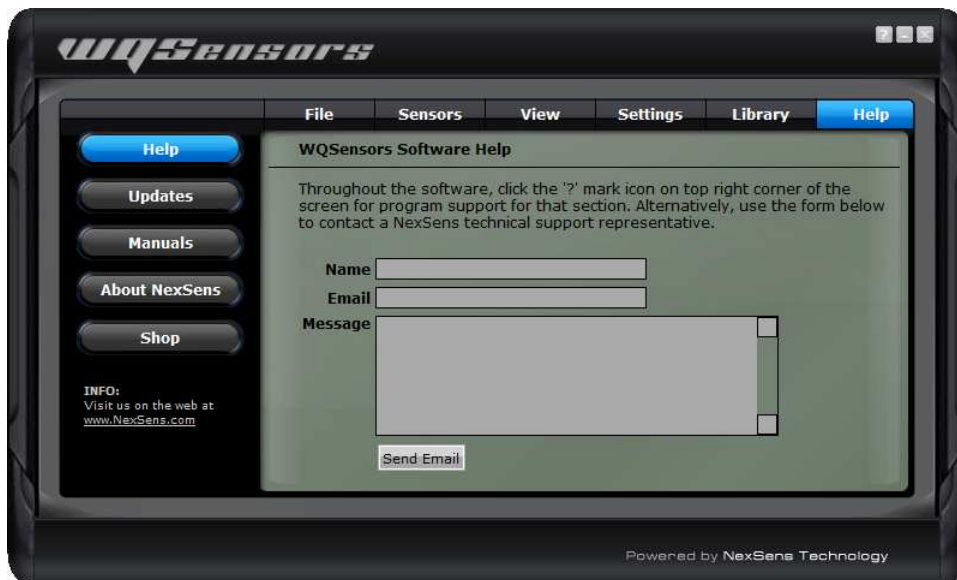 WQSensors
? - X
File Sensors View Settings Library Help
Help
Updates
Manuals
About NexSens
Shop
INFO:
Visit us on the web at
www.NexSens.com
WQSensors Software Help
Throughout the software, click the '?' mark icon on top right corner of the
screen for program support for that section. Alternatively, use the form below
to contact a NexSens technical support representative.
Name
Email
Message
Send Email
Powered by NexSens Technology